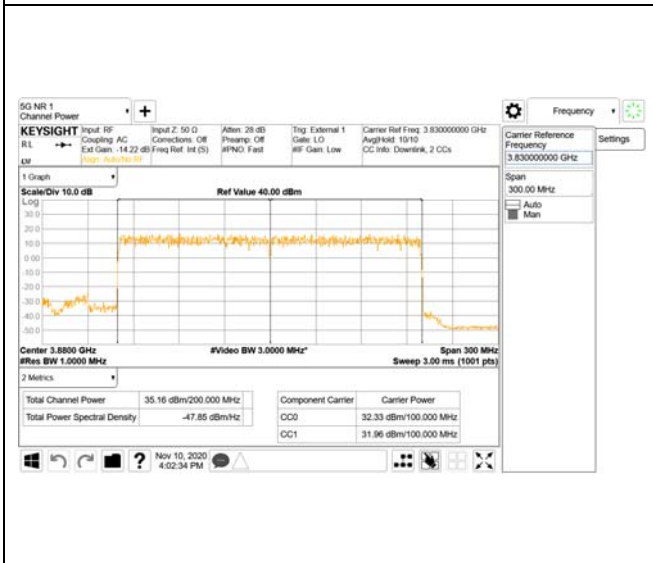 5G NR 1
Channel Power
Frequency
KEYSIGHT
RL
Input: RF
Coupling: AC
Ext Gain: -14.22 dB
Align: Auto/No RF
Input Z: 50 Ω
Corrections: Off
Freq Ref: Int (S)
Atten: 28 dB
Preamp: Off
#PNO: Fast
Trig: External 1
Gate: LO
#IF Gain: Low
Carrier Ref Freq: 3.830000000 GHz
Avg|Hold: 10/10
CC Info: Downlink, 2 CCs
Carrier Reference
Frequency
3.830000000 GHz
Settings
Span
300.00 MHz
Auto
Man
1 Graph
Scale/Div 10.0 dB
Ref Value 40.00 dBm
Log
30.0
20.0
10.0
0.00
-10.0
-20.0
-30.0
-40.0
-50.0
Center 3.8800 GHz
#Video BW 3.0000 MHz*
Span 300 MHz
#Res BW 1.0000 MHz
Sweep 3.00 ms (1001 pts)
2 Metrics
Total Channel Power 35.16 dBm/200.000 MHz
Total Power Spectral Density -47.85 dBm/Hz
Component Carrier Carrier Power
CC0 32.33 dBm/100.000 MHz
CC1 31.96 dBm/100.000 MHz
Nov 10, 2020
4:02:34 PM